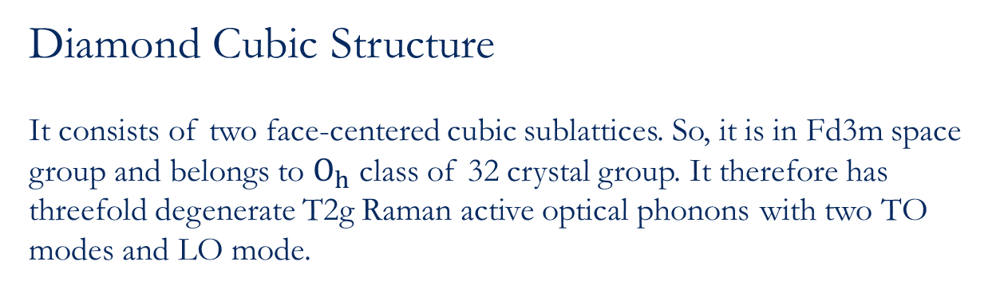 Diamond Cubic Structure
It consists of two face-centered cubic sublattices. So, it is in Fd3m space
group and belongs to Oₕ class of 32 crystal group. It therefore has
threefold degenerate T2g Raman active optical phonons with two TO
modes and LO mode.